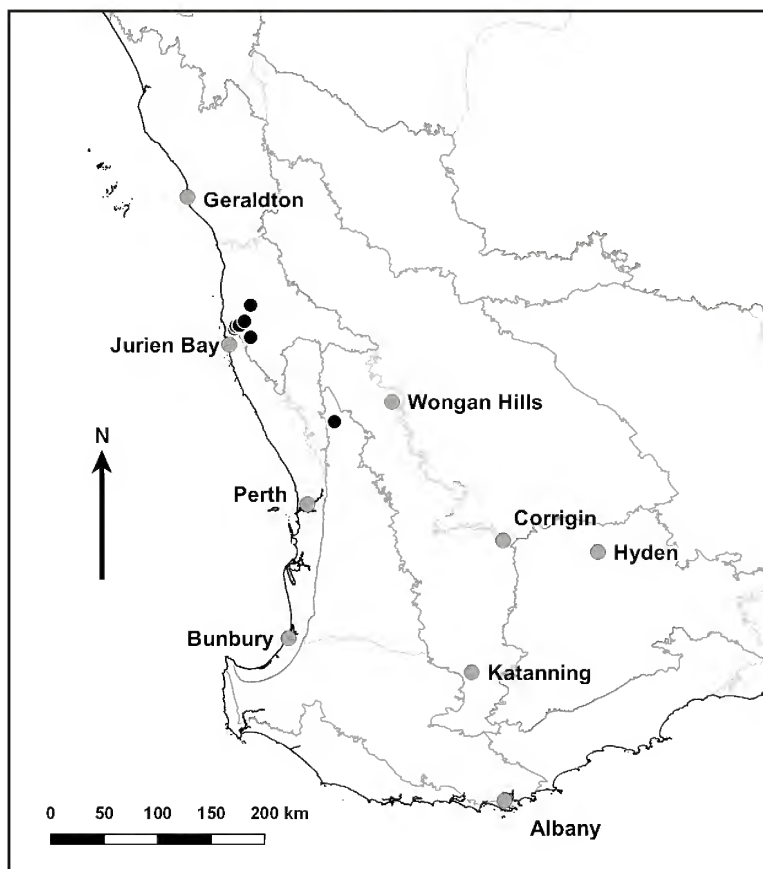 Geraldton
Jurien Bay
Wongan Hills
N
Perth
Corrigin
Hyden
Bunbury
Katanning
0 50 100 150 200 km
Albany